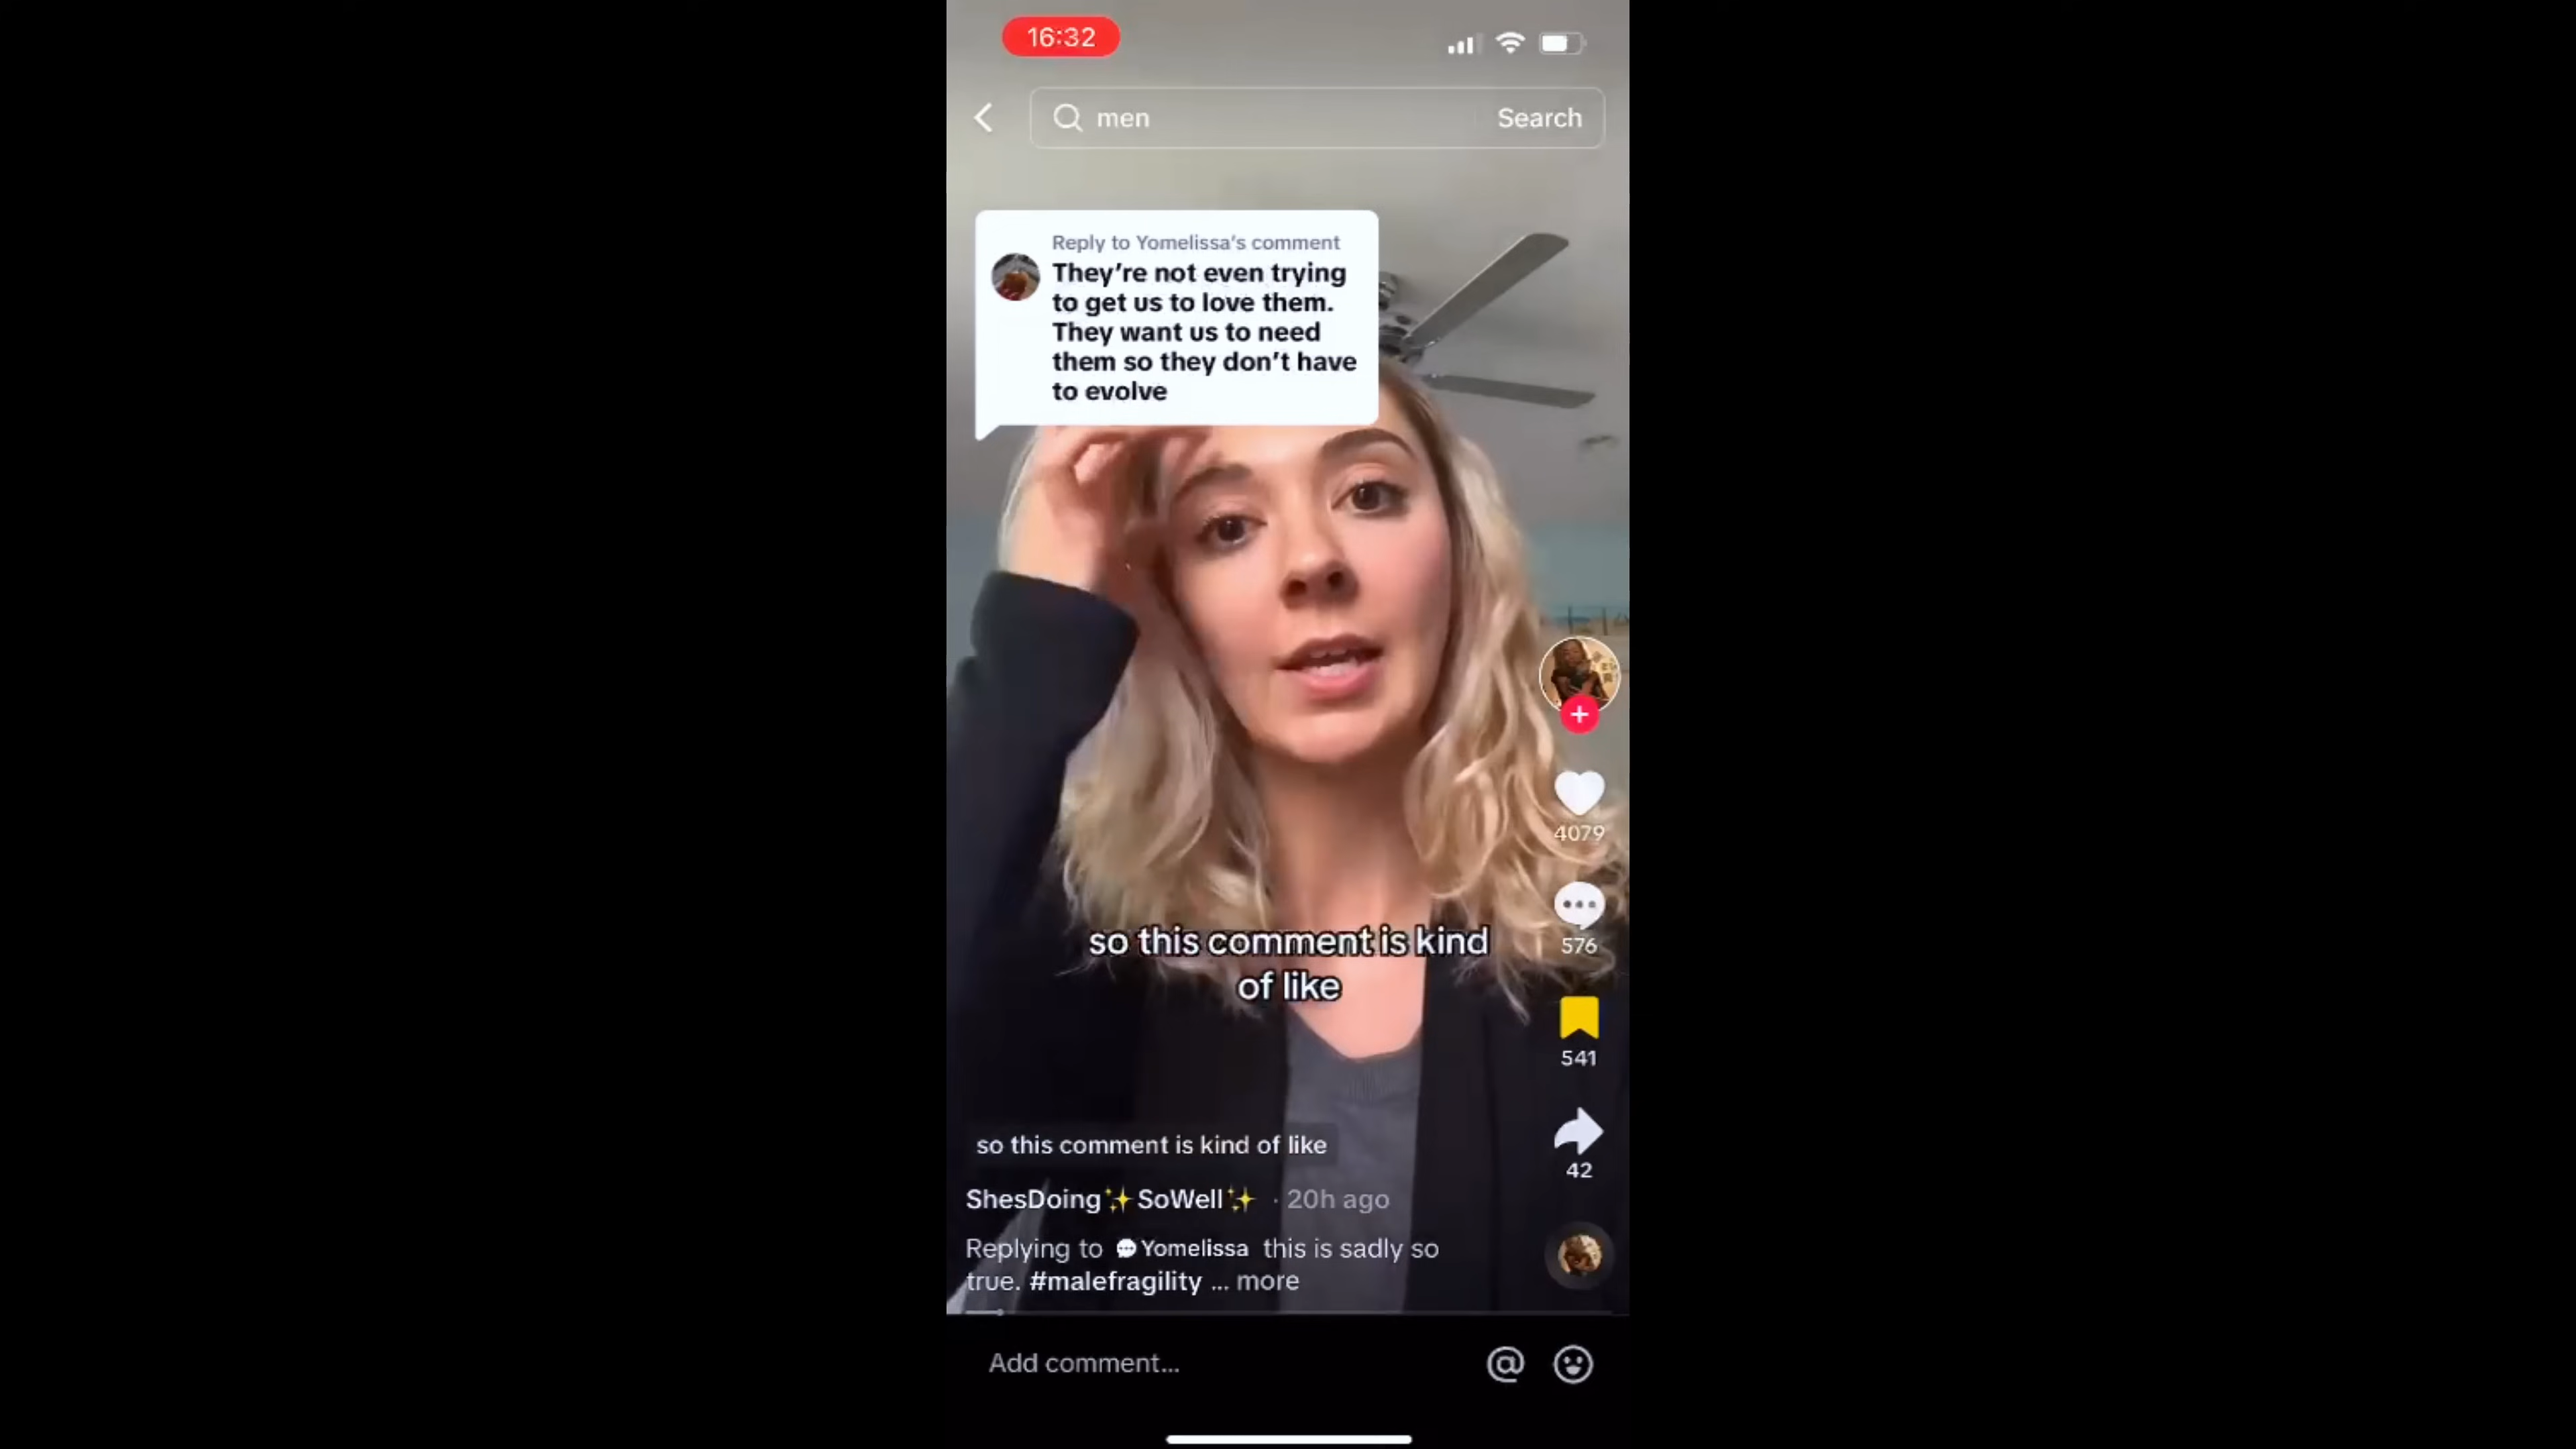 16:32
men
Search
Reply to Yomelissa's comment
They're not even trying
to get us to love them.
They want us to need
them so they don't have
to evolve
4079
so this comment is kind
of like
576
541
so this comment is kind of like
42
ShesDoing✨SoWell✨ · 20h ago
Replying to 💬Yomelissa this is sadly so
true. #malefragility ... more
Add comment...